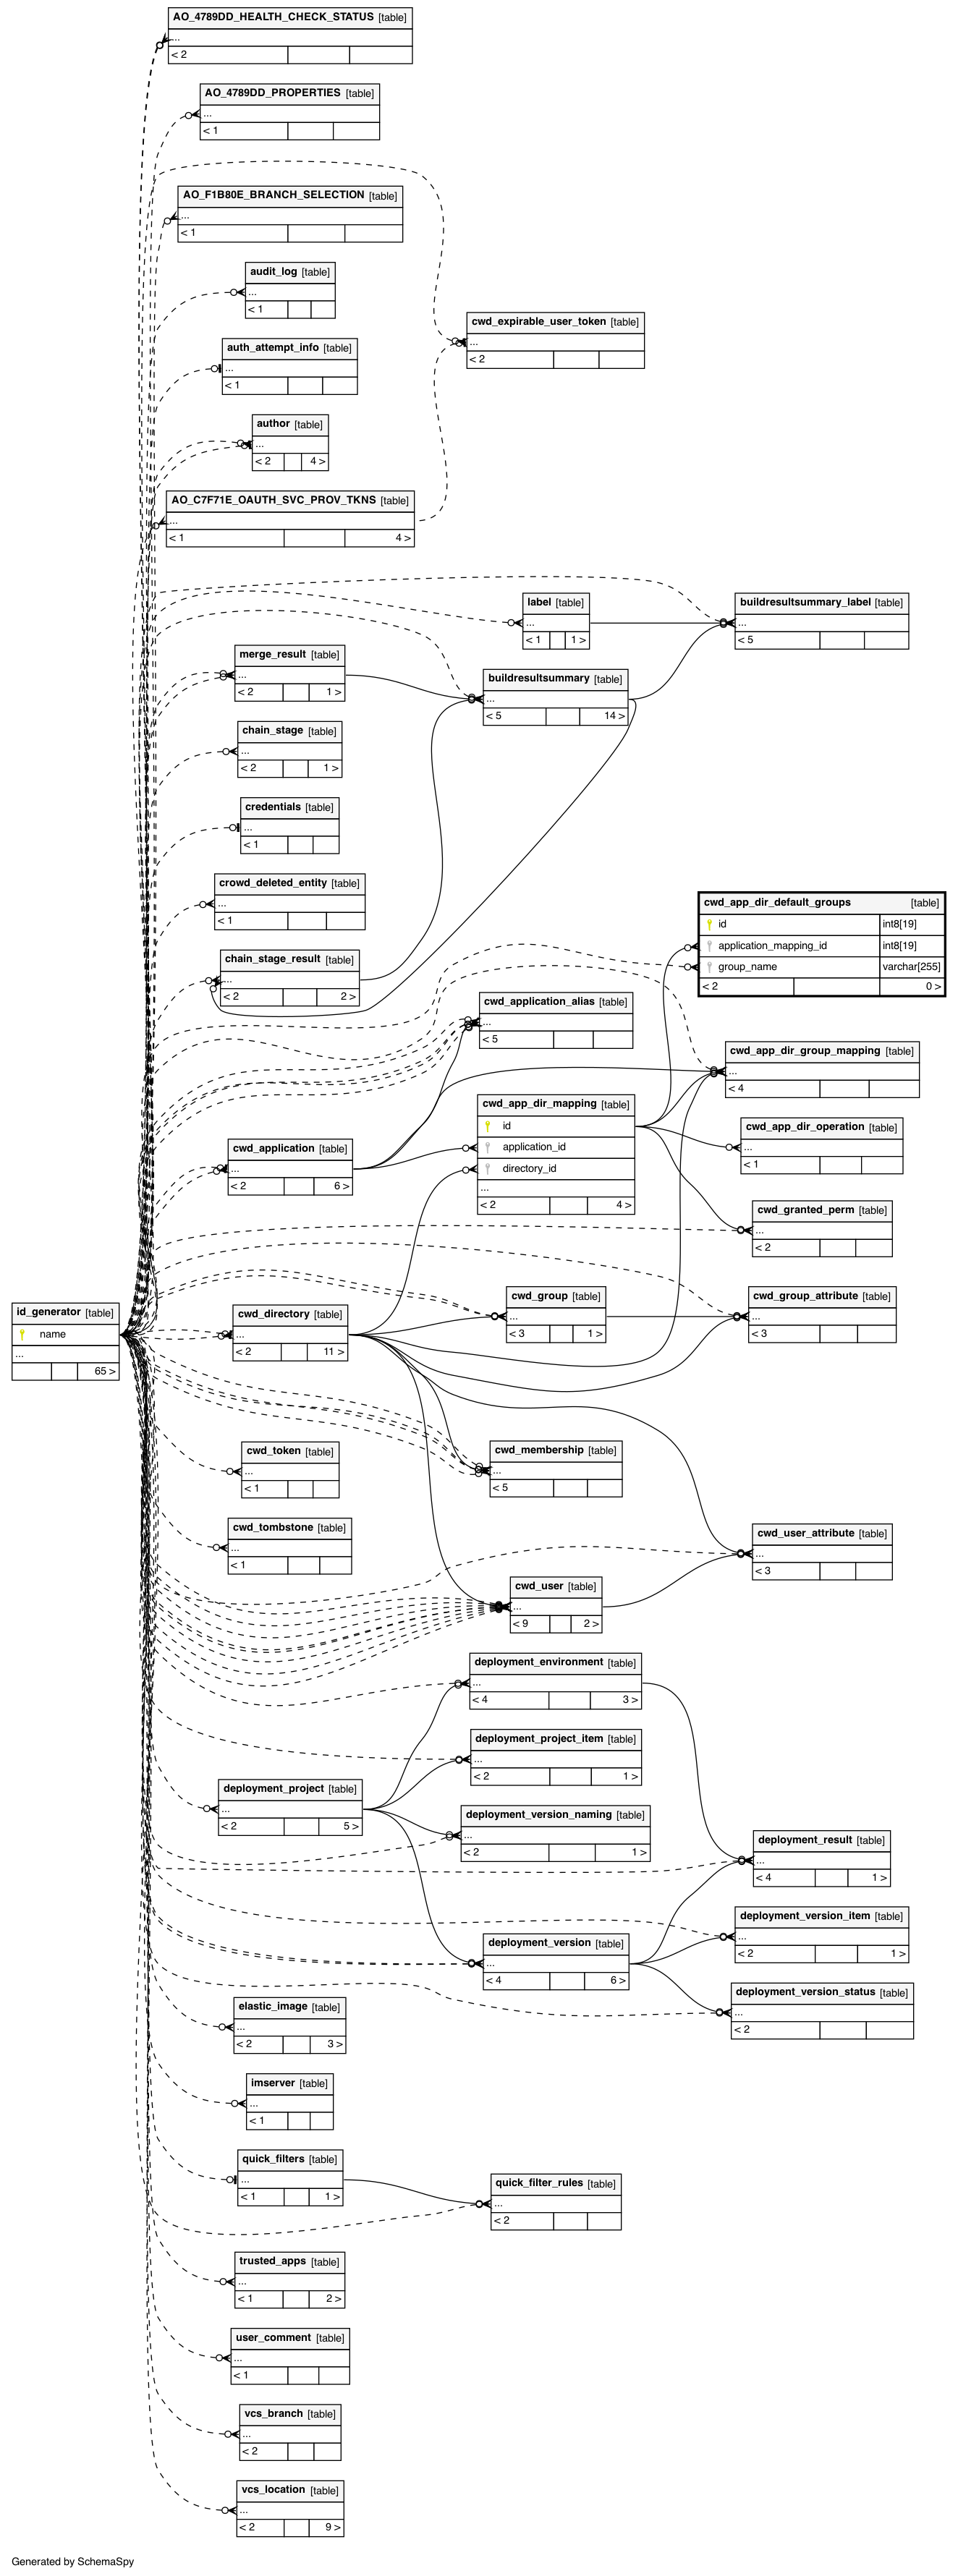 AO_4789DD_HEALTH_CHECK_STATUS [table]
...
< 2
AO_4789DD_PROPERTIES [table]
...
< 1
AO_F1B80E_BRANCH_SELECTION [table]
...
< 1
audit_log [table]
...
< 1
cwd_expirable_user_token [table]
...
< 2
auth_attempt_info [table]
...
< 1
author [table]
...
< 2 4 >
AO_C7F71E_OAUTH_SVC_PROV_TKNS [table]
...
< 1 4 >
label [table]
...
< 1 1 >
buildresultsummary_label [table]
...
< 5
merge_result [table]
...
< 2 1 >
buildresultsummary [table]
...
< 5 14 >
chain_stage [table]
...
< 2 1 >
credentials [table]
...
< 1
crowd_deleted_entity [table]
...
< 1
cwd_app_dir_default_groups [table]
id int8[19]
application_mapping_id int8[19]
group_name varchar[255]
< 2 0 >
chain_stage_result [table]
...
< 2 2 >
cwd_application_alias [table]
...
< 5
cwd_app_dir_group_mapping [table]
...
< 4
cwd_app_dir_mapping [table]
id
application_id
directory_id
...
< 2 4 >
cwd_app_dir_operation [table]
...
< 1
cwd_application [table]
...
< 2 6 >
cwd_granted_perm [table]
...
< 2
id_generator [table]
name
...
65 >
cwd_directory [table]
...
< 2 11 >
cwd_group [table]
...
< 3 1 >
cwd_group_attribute [table]
...
< 3
cwd_token [table]
...
< 1
cwd_membership [table]
...
< 5
cwd_tombstone [table]
...
< 1
cwd_user_attribute [table]
...
< 3
cwd_user [table]
...
< 9 2 >
deployment_environment [table]
...
< 4 3 >
deployment_project_item [table]
...
< 2 1 >
deployment_project [table]
...
< 2 5 >
deployment_version_naming [table]
...
< 2 1 >
deployment_result [table]
...
< 4 1 >
deployment_version_item [table]
...
< 2 1 >
deployment_version [table]
...
< 4 6 >
deployment_version_status [table]
...
< 2
elastic_image [table]
...
< 2 3 >
imserver [table]
...
< 1
quick_filters [table]
...
< 1 1 >
quick_filter_rules [table]
...
< 2
trusted_apps [table]
...
< 1 2 >
user_comment [table]
...
< 1
vcs_branch [table]
...
< 2
vcs_location [table]
...
< 2 9 >
Generated by SchemaSpy